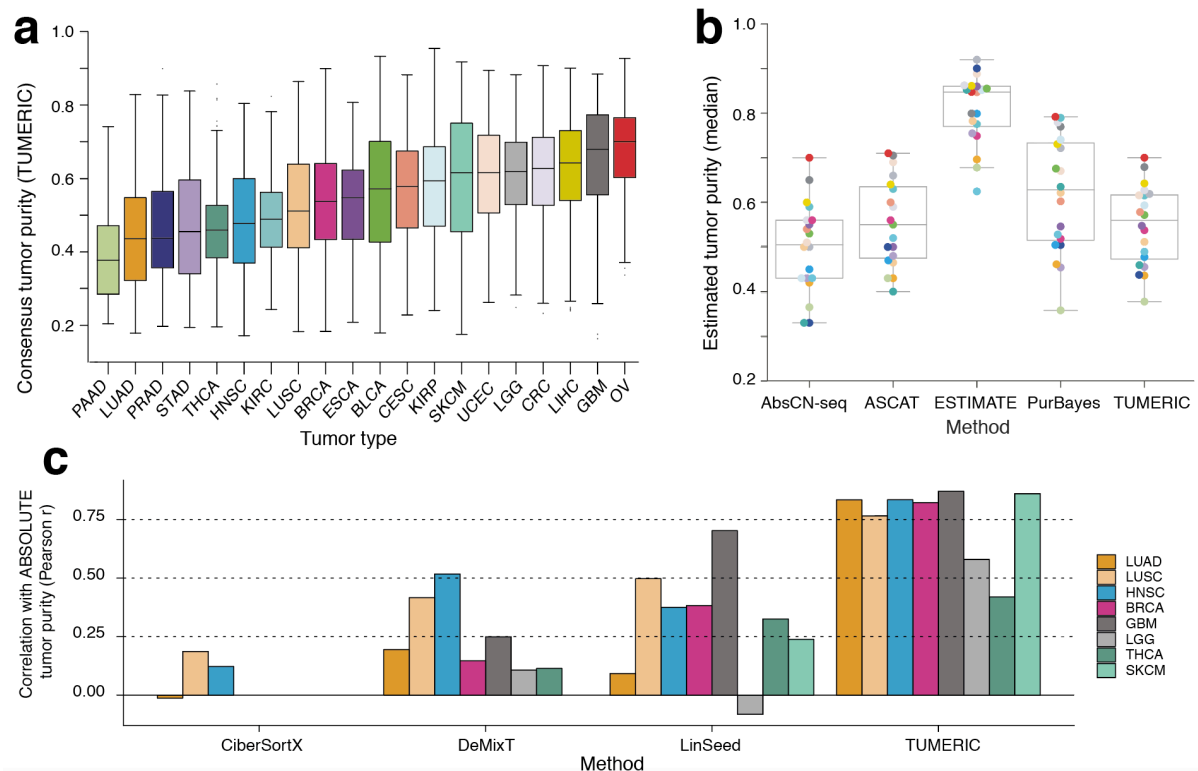 a
Consensus tumor purity (TUMERIC)
1.0
0.8
0.6
0.4
0.2
PAAD
LUAD
PRAD
STAD
THCA
HNSC
KIRC
LUSC
BRCA
ESCA
BLCA
CESC
KIRP
SKCM
UCEC
LGG
CRC
LIHC
GBM
OV
Tumor type
b
Estimated tumor purity (median)
1.0
0.8
0.6
0.4
0.2
AbsCN-seq
ASCAT
ESTIMATE
PurBayes
TUMERIC
Method
c
Correlation with ABSOLUTE
tumor purity (Pearson r)
0.75
0.50
0.25
0.00
CiberSortX
DeMixT
LinSeed
TUMERIC
Method
LUAD
LUSC
HNSC
BRCA
GBM
LGG
THCA
SKCM